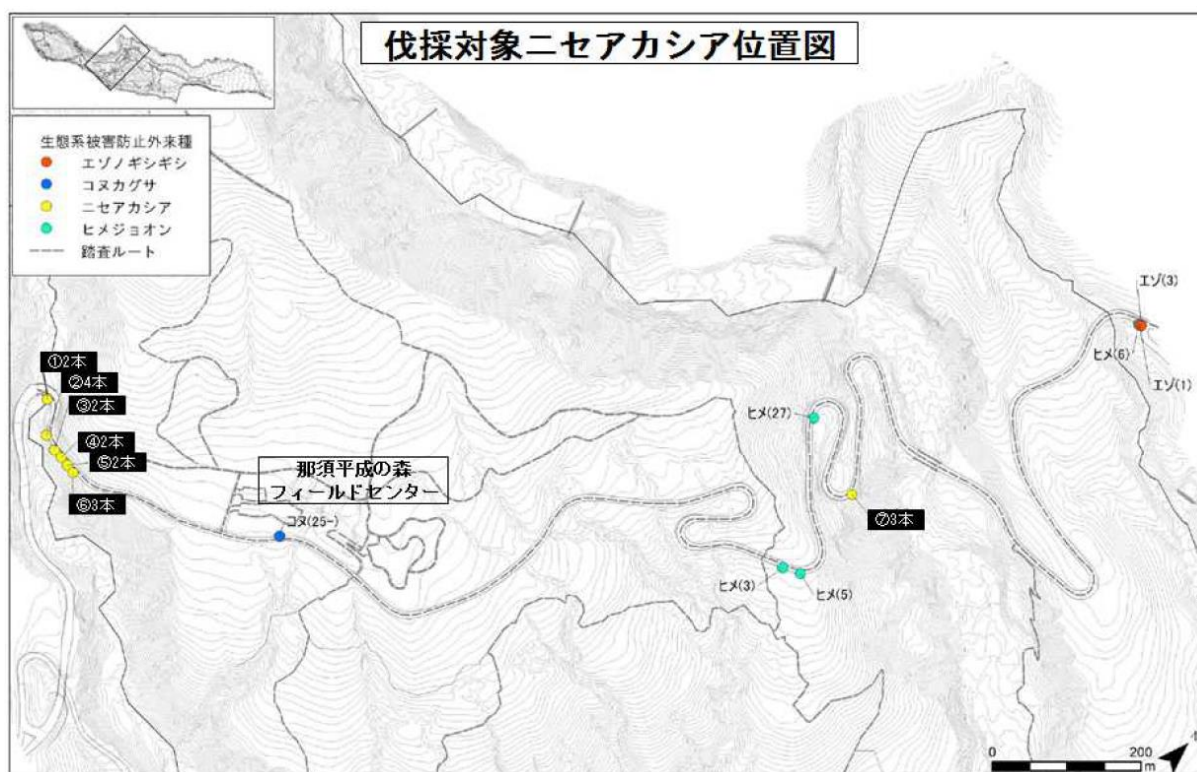 伐採対象ニセアカシア位置図
生態系被害防止外来種
エゾノギシギシ
コヌカグサ
ニセアカシア
ヒメジョオン
踏査ルート
①2本
②4本
③2本
④2本
⑤2本
⑥3本
那須平成の森
フィールドセンター
コヌ(25-)
ヒメ(27)
⑦3本
ヒメ(3)
ヒメ(5)
エゾ(3)
ヒメ(6)
エゾ(1)
0
200
m